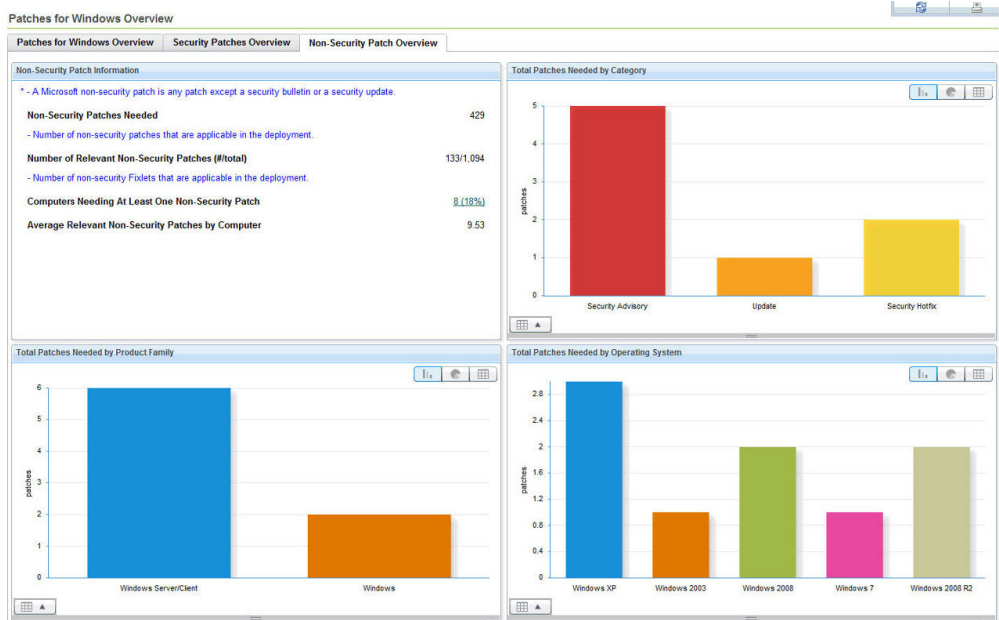 Patches for Windows Overview
Patches for Windows Overview
Security Patches Overview
Non-Security Patch Overview
Non-Security Patch Information
* - A Microsoft non-security patch is any patch except a security bulletin or a security update.
Non-Security Patches Needed 429
- Number of non-security patches that are applicable in the deployment.
Number of Relevant Non-Security Patches (#/total) 133/1,094
- Number of non-security Fixlets that are applicable in the deployment.
Computers Needing At Least One Non-Security Patch 8 (18%)
Average Relevant Non-Security Patches by Computer 9.53
Total Patches Needed by Category
5
4
3
2
1
0
patches
Security Advisory
Update
Security Hotfix
Total Patches Needed by Product Family
6
5
4
3
2
1
0
patches
Windows Server/Client
Windows
Total Patches Needed by Operating System
2.8
2.4
2
1.6
1.2
0.8
0.4
0
patches
Windows XP
Windows 2003
Windows 2008
Windows 7
Windows 2008 R2